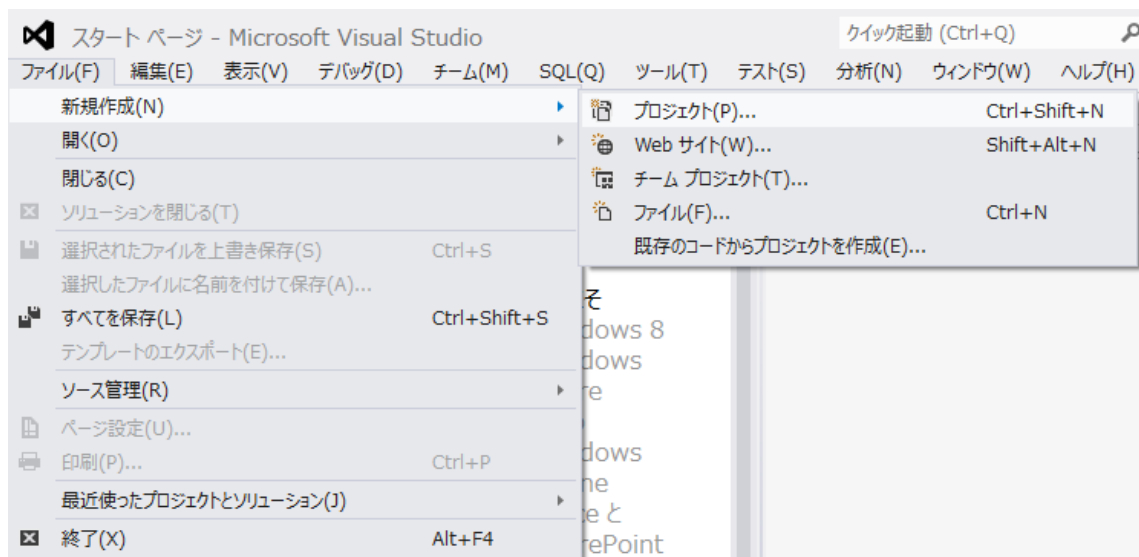 スタート ページ - Microsoft Visual Studio
クイック起動 (Ctrl+Q)
ファイル(F) 編集(E) 表示(V) デバッグ(D) チーム(M) SQL(Q) ツール(T) テスト(S) 分析(N) ウィンドウ(W) ヘルプ(H)
新規作成(N)
開く(O)
閉じる(C)
ソリューションを閉じる(T)
選択されたファイルを上書き保存(S) Ctrl+S
選択したファイルに名前を付けて保存(A)...
すべてを保存(L) Ctrl+Shift+S
テンプレートのエクスポート(E)...
ソース管理(R)
ページ設定(U)...
印刷(P)... Ctrl+P
最近使ったプロジェクトとソリューション(J)
終了(X) Alt+F4
プロジェクト(P)... Ctrl+Shift+N
Web サイト(W)... Shift+Alt+N
チーム プロジェクト(T)...
ファイル(F)... Ctrl+N
既存のコードからプロジェクトを作成(E)...
そ
dows 8
dows
re
dows
ne
ce と
rePoint